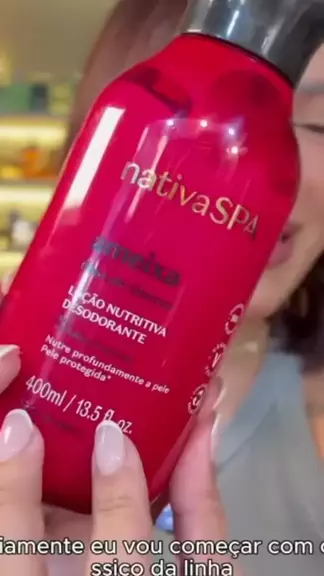 nativaSPA
ameixa
LOÇÃO NUTRITIVA
DESODORANTE
Nutre profundamente a pele
Pele protegida*
400ml / 13.5 fl. oz.
iamente eu vou começar com o
ssico da linha